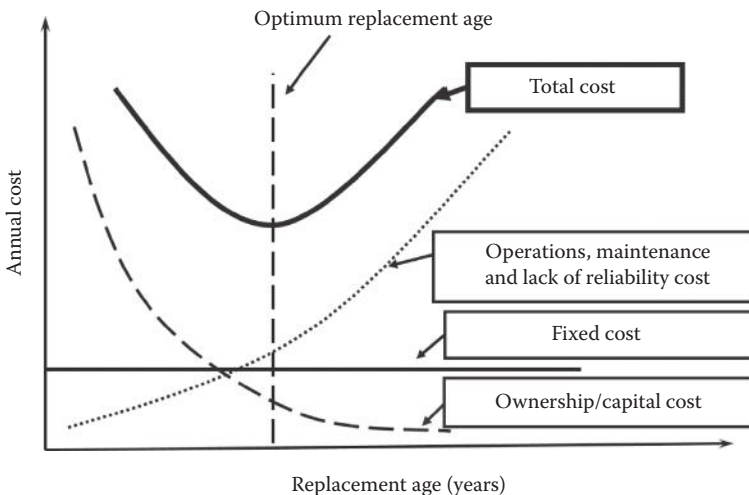 Optimum replacement age
Total cost
Annual cost
Operations, maintenance
and lack of reliability cost
Fixed cost
Ownership/capital cost
Replacement age (years)